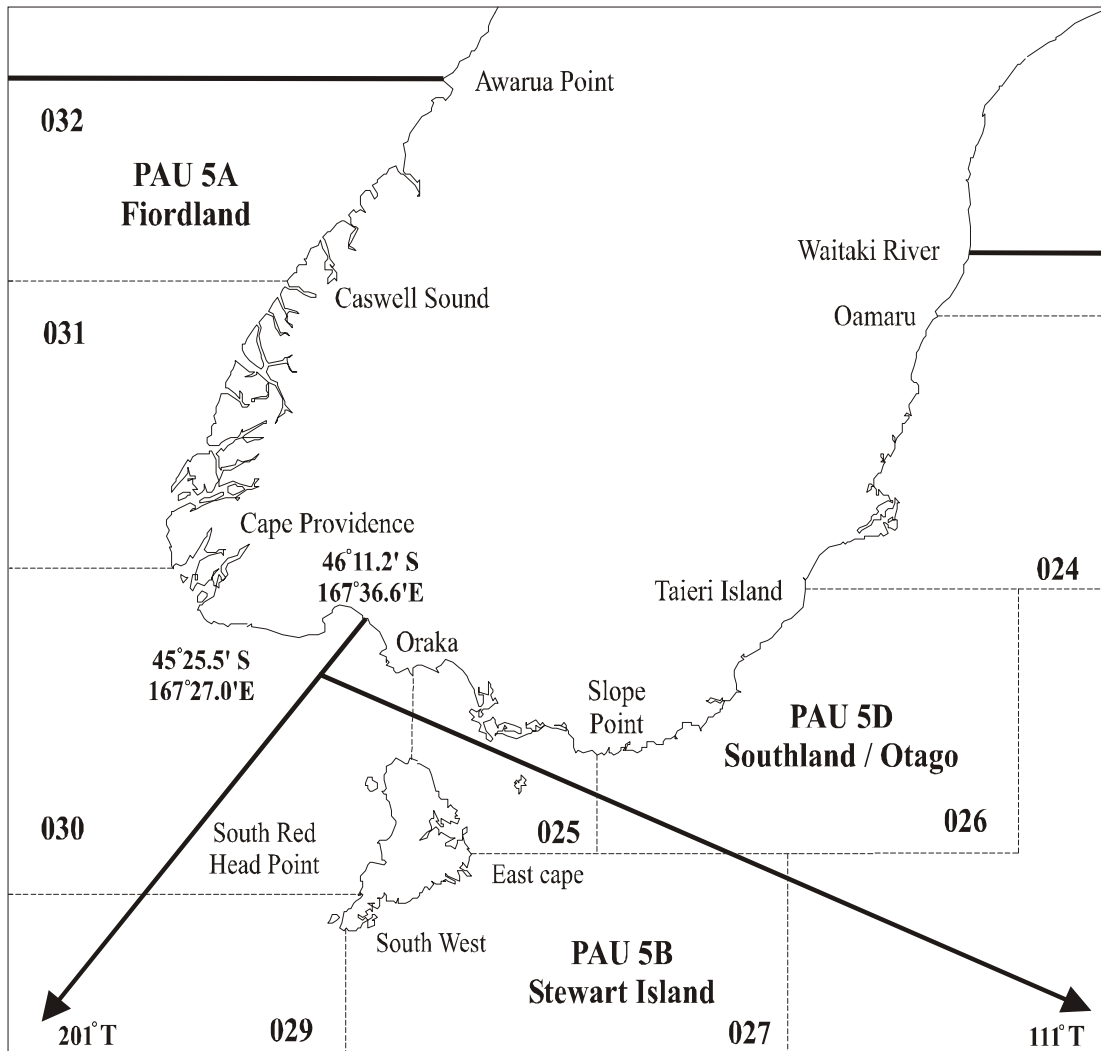 Awarua Point
032
PAU 5A
Fiordland
Waitaki River
Caswell Sound
Oamaru
031
Cape Providence
46°11.2' S
167°36.6'E
024
Taieri Island
Oraka
45°25.5' S
167°27.0'E
Slope
Point
PAU 5D
Southland / Otago
030
South Red
Head Point
025
026
East cape
South West
PAU 5B
Stewart Island
201°T
029
027
111°T